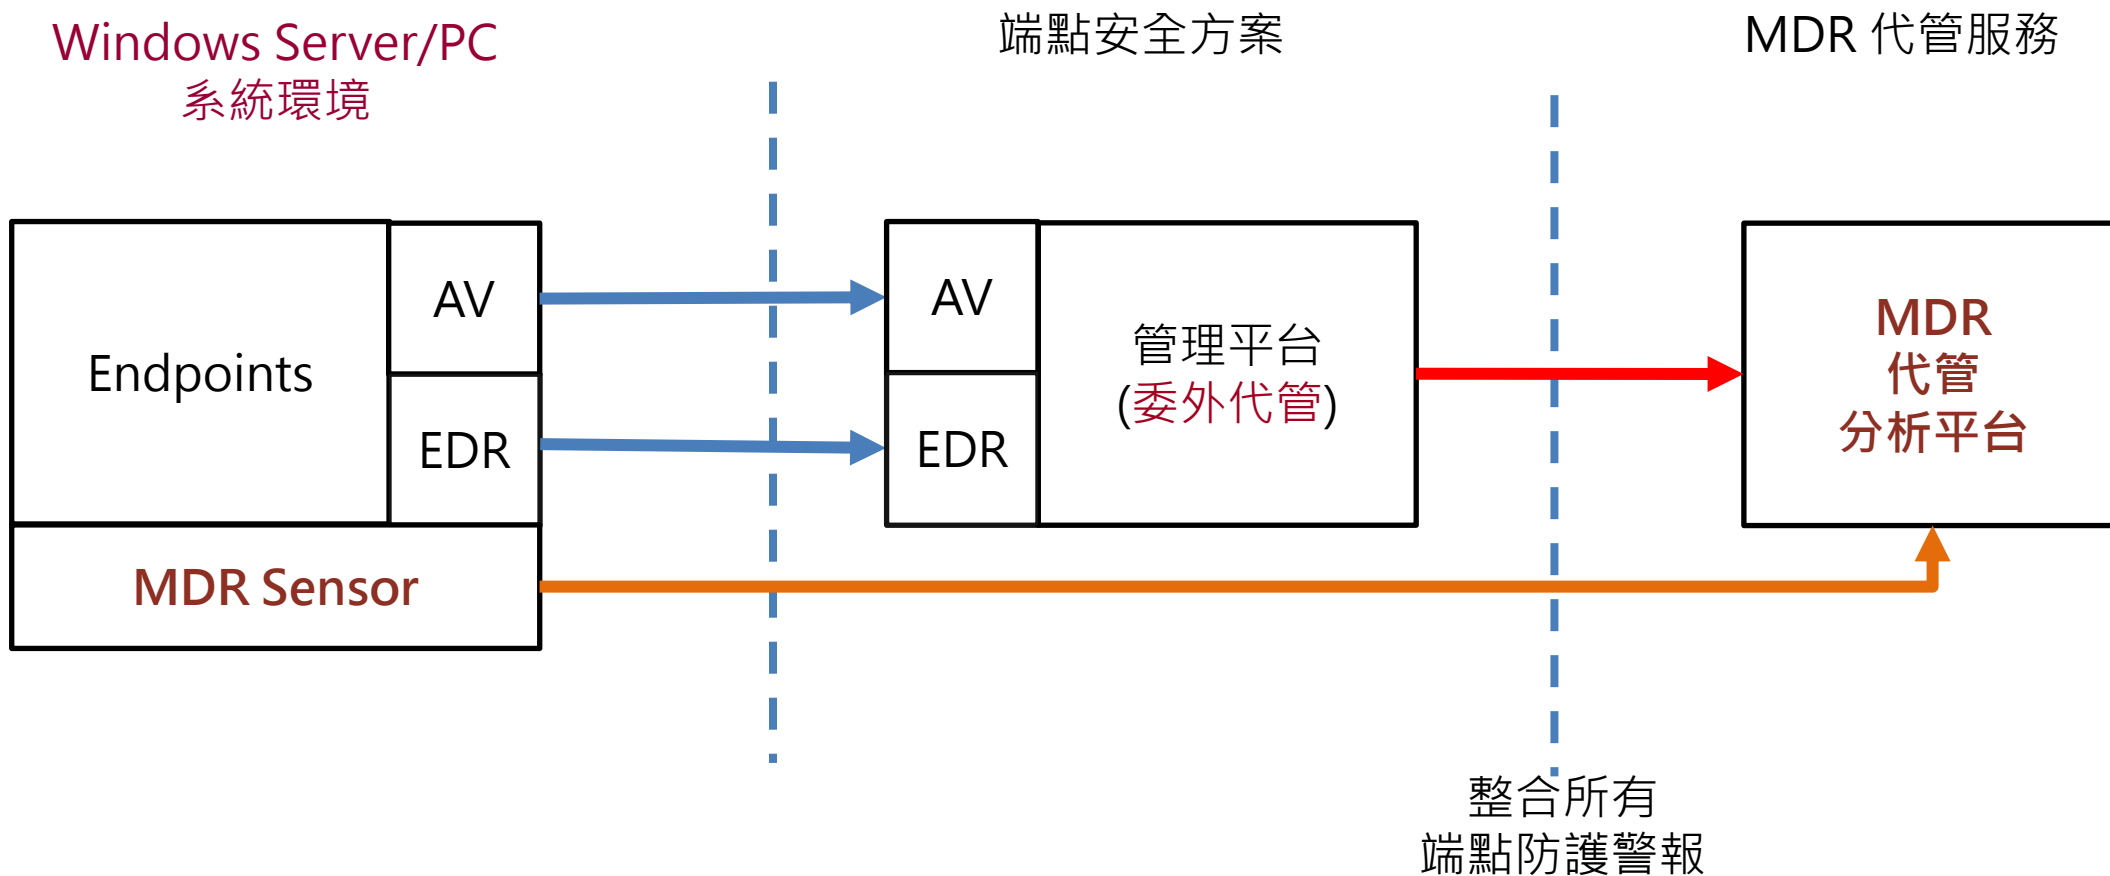 Windows Server/PC
系統環境
端點安全方案
MDR 代管服務
Endpoints
AV
EDR
MDR Sensor
AV
EDR
管理平台
(委外代管)
MDR
代管
分析平台
整合所有
端點防護警報